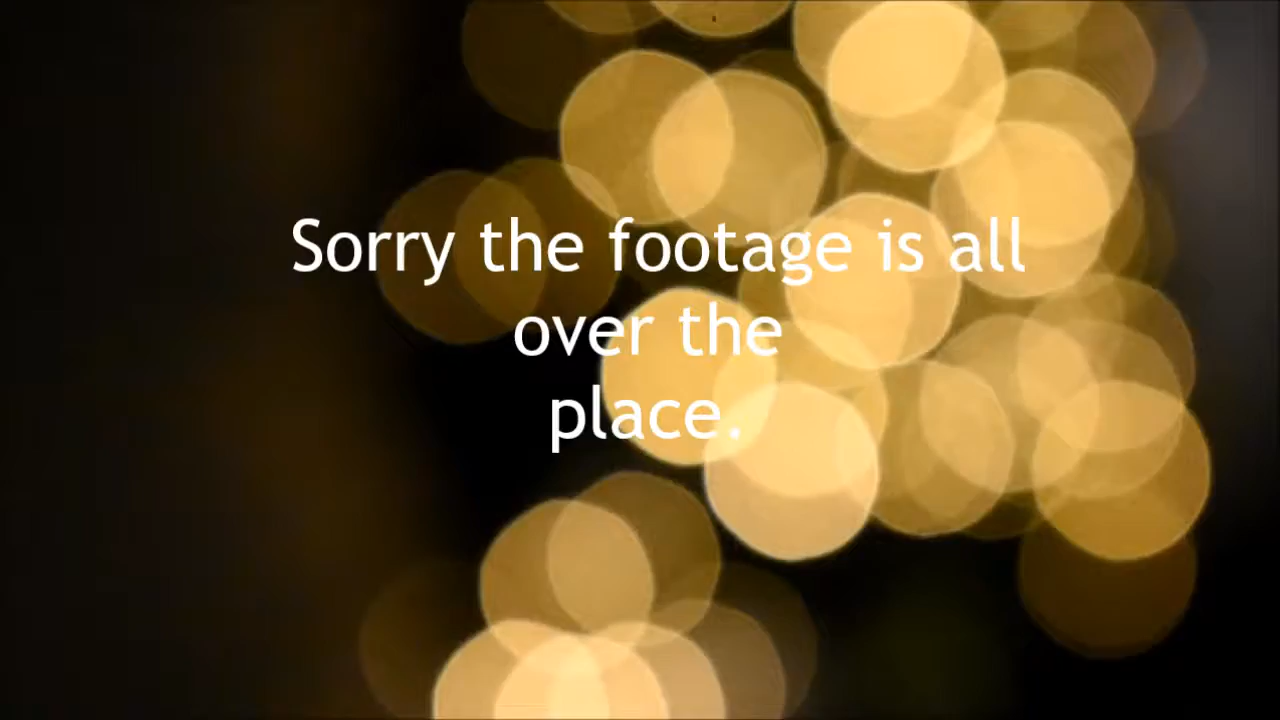 Sorry the footage is all
over the
place.